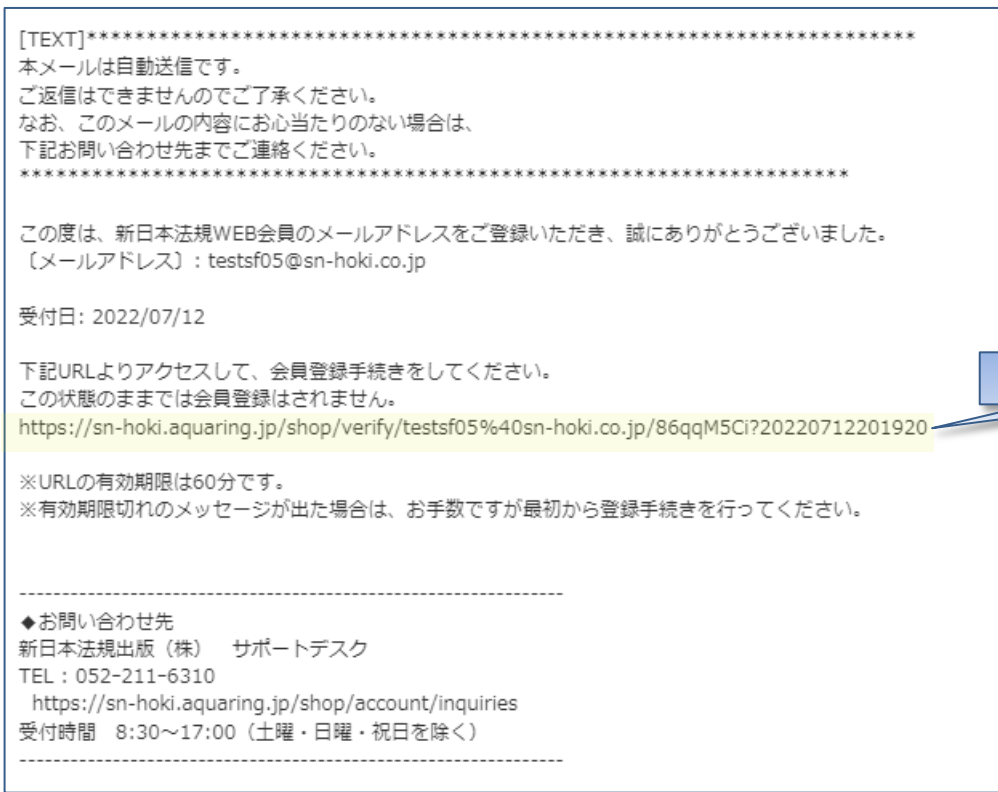 [TEXT]*********************************************************************
本メールは自動送信です。
ご返信はできませんのでご了承ください。
なお、このメールの内容にお心当たりのない場合は、
下記お問い合わせ先までご連絡ください。
*********************************************************************
この度は、新日本法規WEB会員のメールアドレスをご登録いただき、誠にありがとうございました。
〔メールアドレス〕: testsf05@sn-hoki.co.jp
受付日: 2022/07/12
下記URLよりアクセスして、会員登録手続きをしてください。
この状態のままでは会員登録はされません。
https://sn-hoki.aquaring.jp/shop/verify/testsf05%40sn-hoki.co.jp/86qqM5Ci?20220712201920
※URLの有効期限は60分です。
※有効期限切れのメッセージが出た場合は、お手数ですが最初から登録手続きを行ってください。
----------------------------------------------------------------
◆お問い合わせ先
新日本法規出版（株）　サポートデスク
TEL：052-211-6310
https://sn-hoki.aquaring.jp/shop/account/inquiries
受付時間　8:30～17:00（土曜・日曜・祝日を除く）
----------------------------------------------------------------